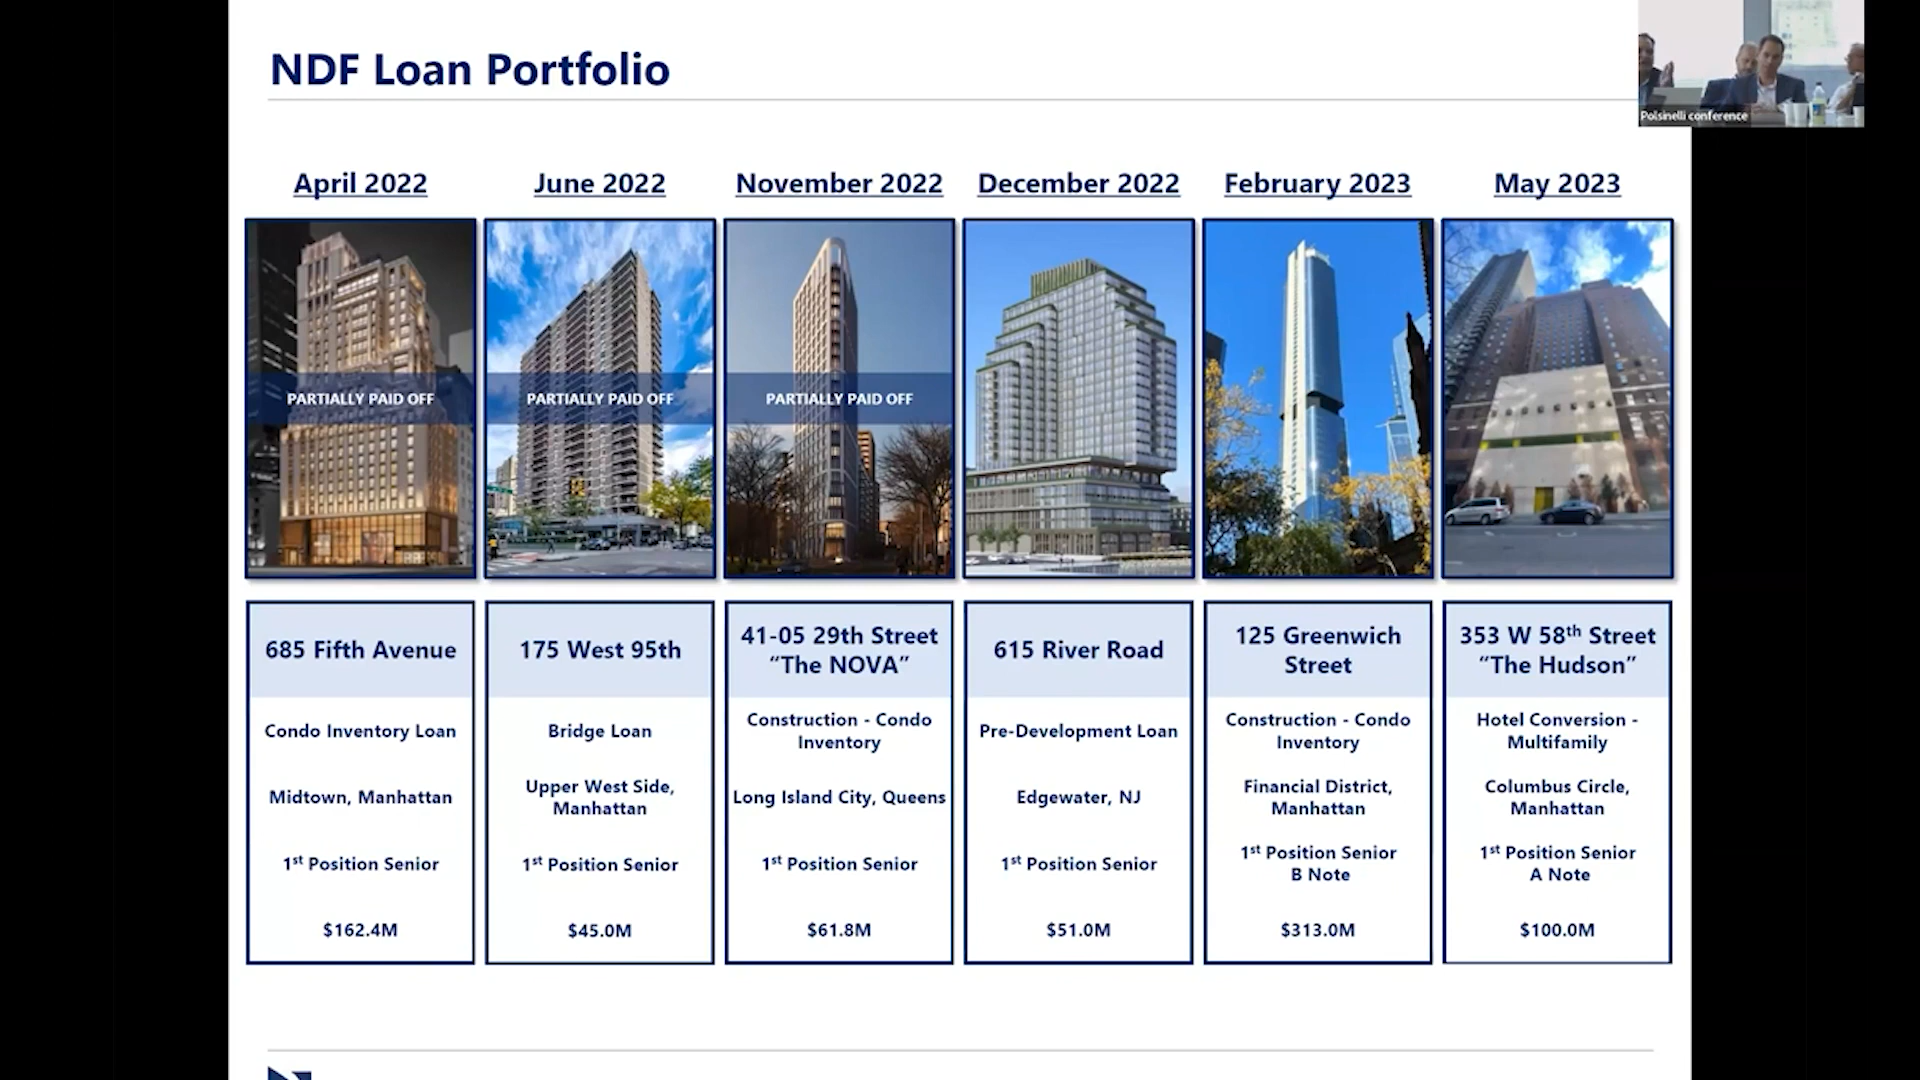 NDF Loan Portfolio
Polsinelli conference
April 2022
June 2022
November 2022
December 2022
February 2023
May 2023
PARTIALLY PAID OFF
PARTIALLY PAID OFF
PARTIALLY PAID OFF
685 Fifth Avenue
Condo Inventory Loan
Midtown, Manhattan
1st Position Senior
$162.4M
175 West 95th
Bridge Loan
Upper West Side,
Manhattan
1st Position Senior
$45.0M
41-05 29th Street
“The NOVA”
Construction - Condo
Inventory
Long Island City, Queens
1st Position Senior
$61.8M
615 River Road
Pre-Development Loan
Edgewater, NJ
1st Position Senior
$51.0M
125 Greenwich
Street
Construction - Condo
Inventory
Financial District,
Manhattan
1st Position Senior
B Note
$313.0M
353 W 58th Street
“The Hudson”
Hotel Conversion -
Multifamily
Columbus Circle,
Manhattan
1st Position Senior
A Note
$100.0M